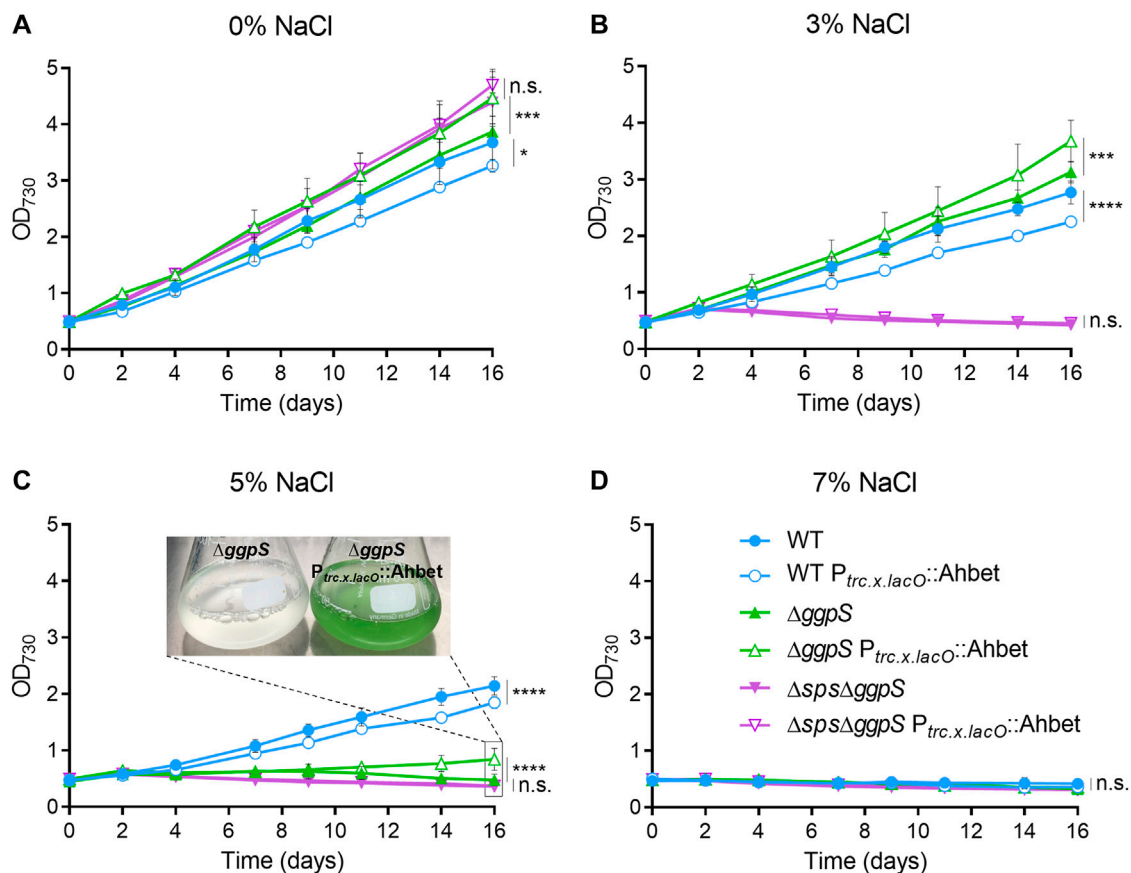 A
0% NaCl
OD730
5
4
3
2
1
0
0 2 4 6 8 10 12 14 16
Time (days)
n.s.
***
*
B
3% NaCl
OD730
5
4
3
2
1
0
0 2 4 6 8 10 12 14 16
Time (days)
***
****
n.s.
C
5% NaCl
OD730
5
4
3
2
1
0
0 2 4 6 8 10 12 14 16
Time (days)
ΔggpS
ΔggpS
Ptrc.x.lacO::Ahbet
****
****
n.s.
D
7% NaCl
OD730
5
4
3
2
1
0
0 2 4 6 8 10 12 14 16
Time (days)
WT
WT Ptrc.x.lacO::Ahbet
ΔggpS
ΔggpS Ptrc.x.lacO::Ahbet
ΔspsΔggpS
ΔspsΔggpS Ptrc.x.lacO::Ahbet
n.s.